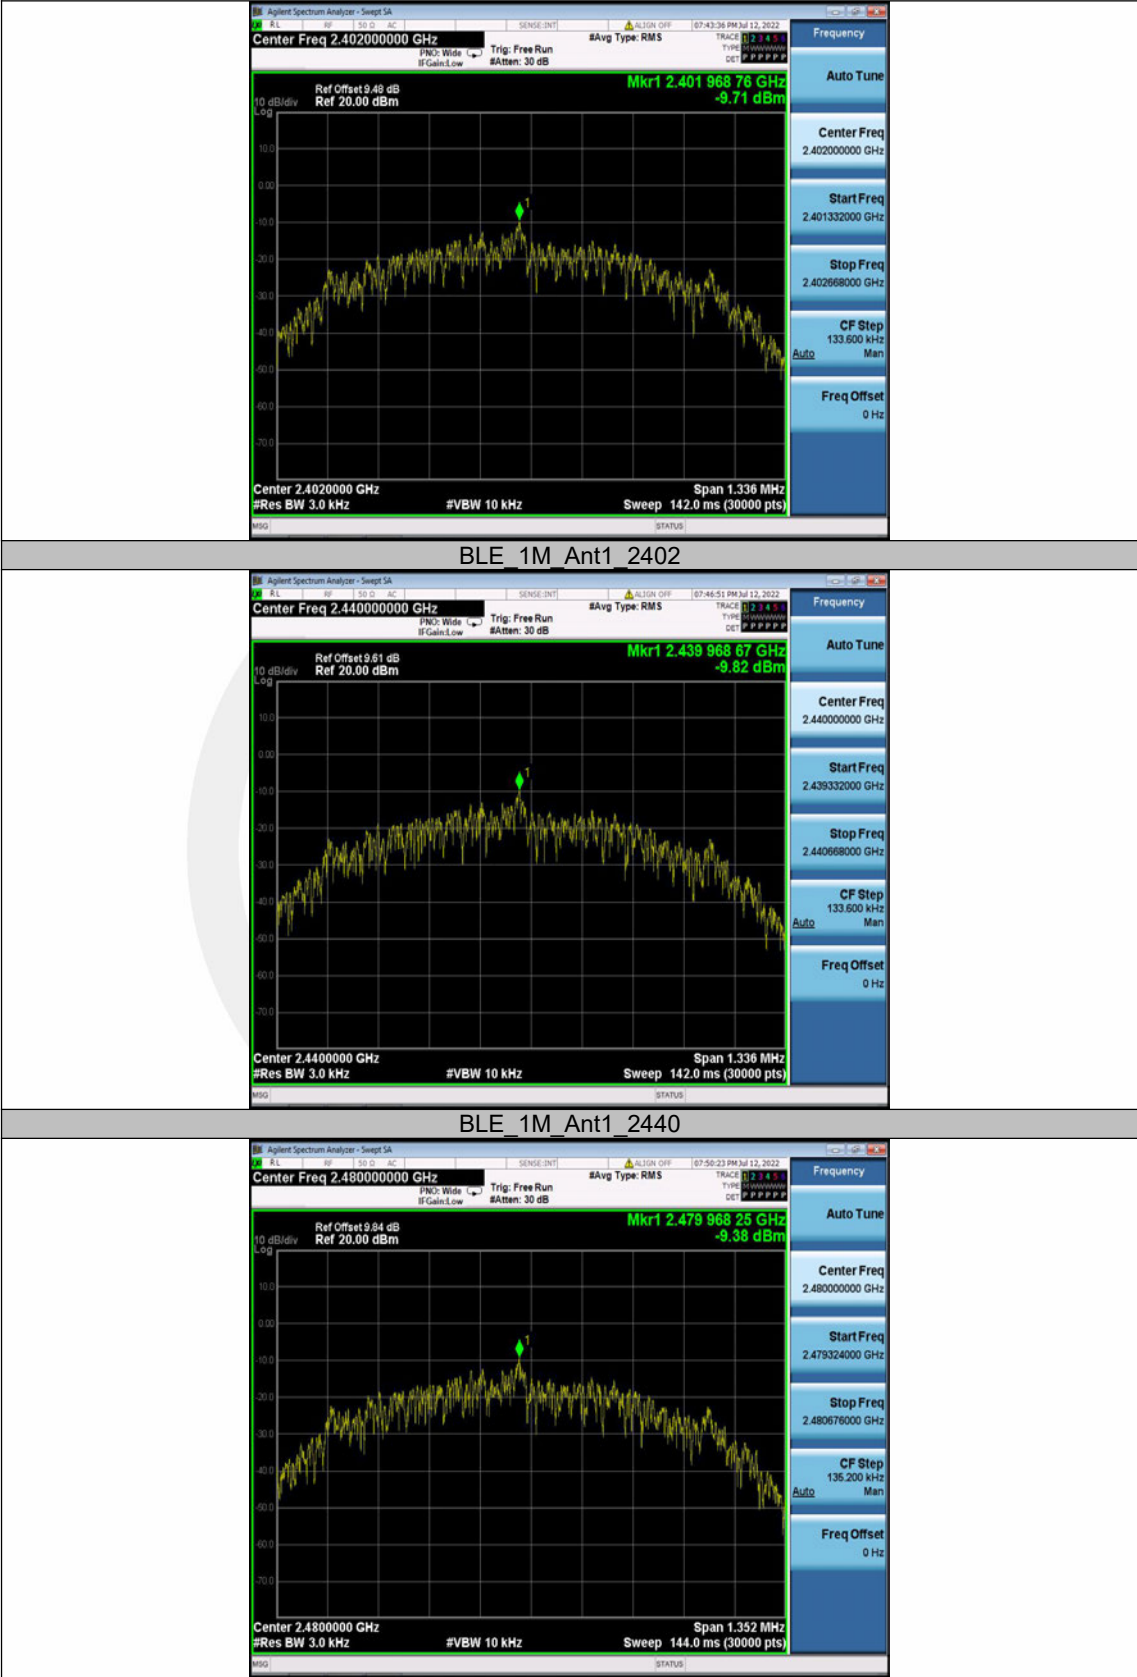 Agilent Spectrum Analyzer - Swept SA
RL RF 50 Ω AC SENSE:INT ALIGN OFF 07:43:36 PM Jul 12, 2022
Center Freq 2.402000000 GHz #Avg Type: RMS TRACE 1 2 3 4 5 6
PNO: Wide Trig: Free Run TYPE M W W W W W
IFGain:Low #Atten: 30 dB DET P P P P P P
Frequency
Mkr1 2.401 968 76 GHz
-9.71 dBm
Ref Offset 9.48 dB
10 dB/div Ref 20.00 dBm
Log
10.0
0.00
-10.0
-20.0
-30.0
-40.0
-50.0
-60.0
-70.0
1
Center 2.4020000 GHz Span 1.336 MHz
#Res BW 3.0 kHz #VBW 10 kHz Sweep 142.0 ms (30000 pts)
MSG STATUS
Auto Tune
Center Freq
2.402000000 GHz
Start Freq
2.401332000 GHz
Stop Freq
2.402668000 GHz
CF Step
133.600 kHz
Auto Man
Freq Offset
0 Hz
BLE_1M_Ant1_2402
Agilent Spectrum Analyzer - Swept SA
RL RF 50 Ω AC SENSE:INT ALIGN OFF 07:46:51 PM Jul 12, 2022
Center Freq 2.440000000 GHz #Avg Type: RMS TRACE 1 2 3 4 5 6
PNO: Wide Trig: Free Run TYPE M W W W W W
IFGain:Low #Atten: 30 dB DET P P P P P P
Frequency
Mkr1 2.439 968 67 GHz
-9.82 dBm
Ref Offset 9.61 dB
10 dB/div Ref 20.00 dBm
Log
10.0
0.00
-10.0
-20.0
-30.0
-40.0
-50.0
-60.0
-70.0
1
Center 2.4400000 GHz Span 1.336 MHz
#Res BW 3.0 kHz #VBW 10 kHz Sweep 142.0 ms (30000 pts)
MSG STATUS
Auto Tune
Center Freq
2.440000000 GHz
Start Freq
2.439332000 GHz
Stop Freq
2.440668000 GHz
CF Step
133.600 kHz
Auto Man
Freq Offset
0 Hz
BLE_1M_Ant1_2440
Agilent Spectrum Analyzer - Swept SA
RL RF 50 Ω AC SENSE:INT ALIGN OFF 07:50:23 PM Jul 12, 2022
Center Freq 2.480000000 GHz #Avg Type: RMS TRACE 1 2 3 4 5 6
PNO: Wide Trig: Free Run TYPE M W W W W W
IFGain:Low #Atten: 30 dB DET P P P P P P
Frequency
Mkr1 2.479 968 25 GHz
-9.38 dBm
Ref Offset 9.84 dB
10 dB/div Ref 20.00 dBm
Log
10.0
0.00
-10.0
-20.0
-30.0
-40.0
-50.0
-60.0
-70.0
1
Center 2.4800000 GHz Span 1.352 MHz
#Res BW 3.0 kHz #VBW 10 kHz Sweep 144.0 ms (30000 pts)
MSG STATUS
Auto Tune
Center Freq
2.480000000 GHz
Start Freq
2.479324000 GHz
Stop Freq
2.480676000 GHz
CF Step
135.200 kHz
Auto Man
Freq Offset
0 Hz